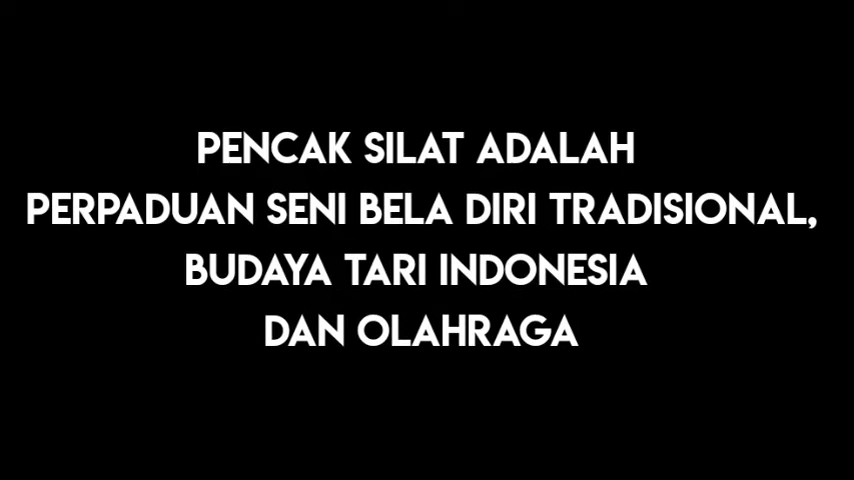 PENCAK SILAT ADALAH
PERPADUAN SENI BELA DIRI TRADISIONAL,
BUDAYA TARI INDONESIA
DAN OLAHRAGA